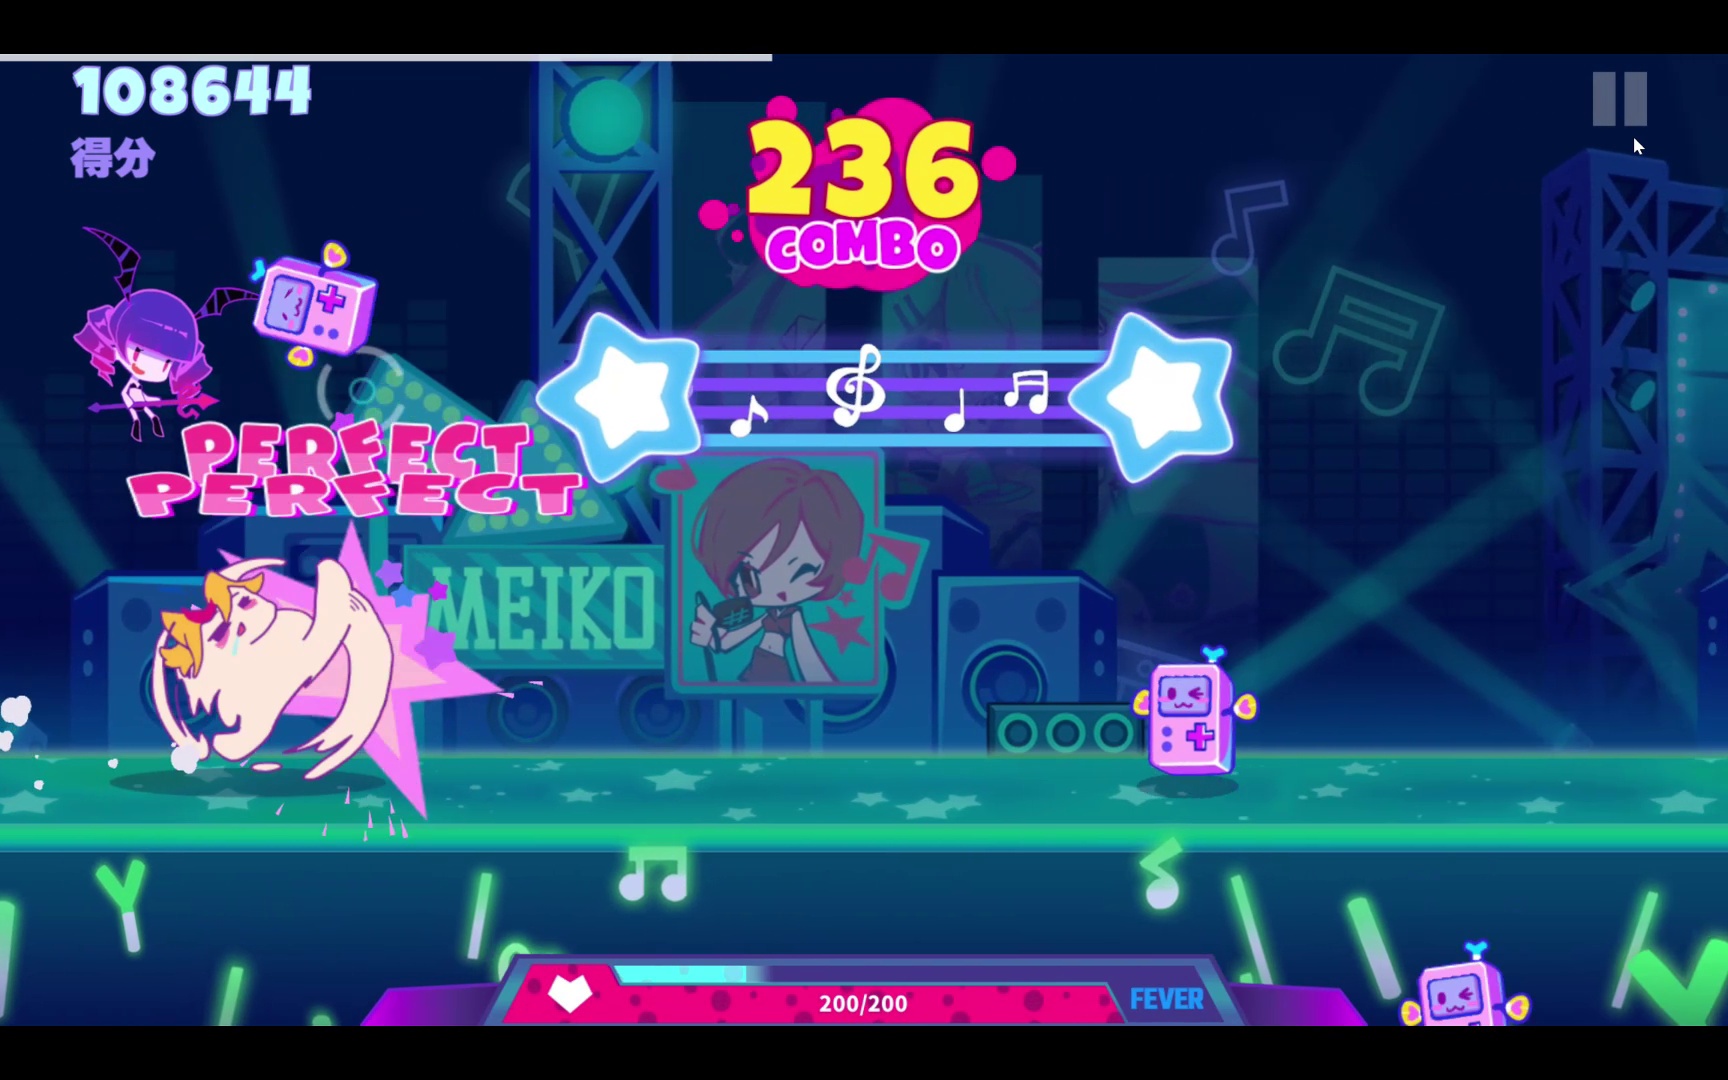 108644
得分
236
COMBO
PERFECT
PERFECT
MEIKO
200/200
FEVER